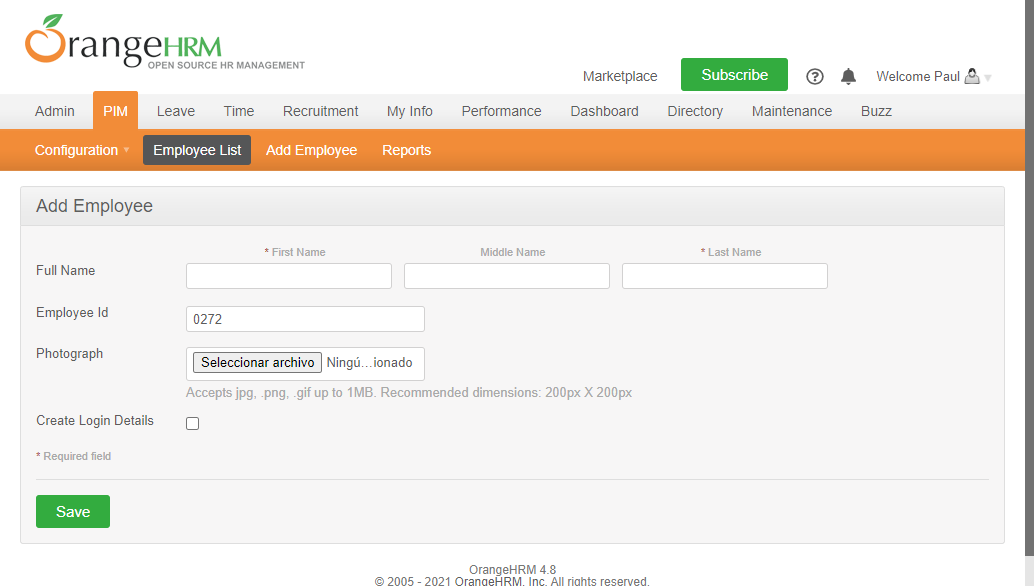 OrangeHRM
OPEN SOURCE HR MANAGEMENT
Marketplace Subscribe ? Welcome Paul
Admin PIM Leave Time Recruitment My Info Performance Dashboard Directory Maintenance Buzz
Configuration Employee List Add Employee Reports
Add Employee
* First Name Middle Name * Last Name
Full Name
Employee Id 0272
Photograph Seleccionar archivo Ningú...ionado
Accepts jpg, .png, .gif up to 1MB. Recommended dimensions: 200px X 200px
Create Login Details
* Required field
Save
OrangeHRM 4.8
© 2005 - 2021 OrangeHRM, Inc. All rights reserved.